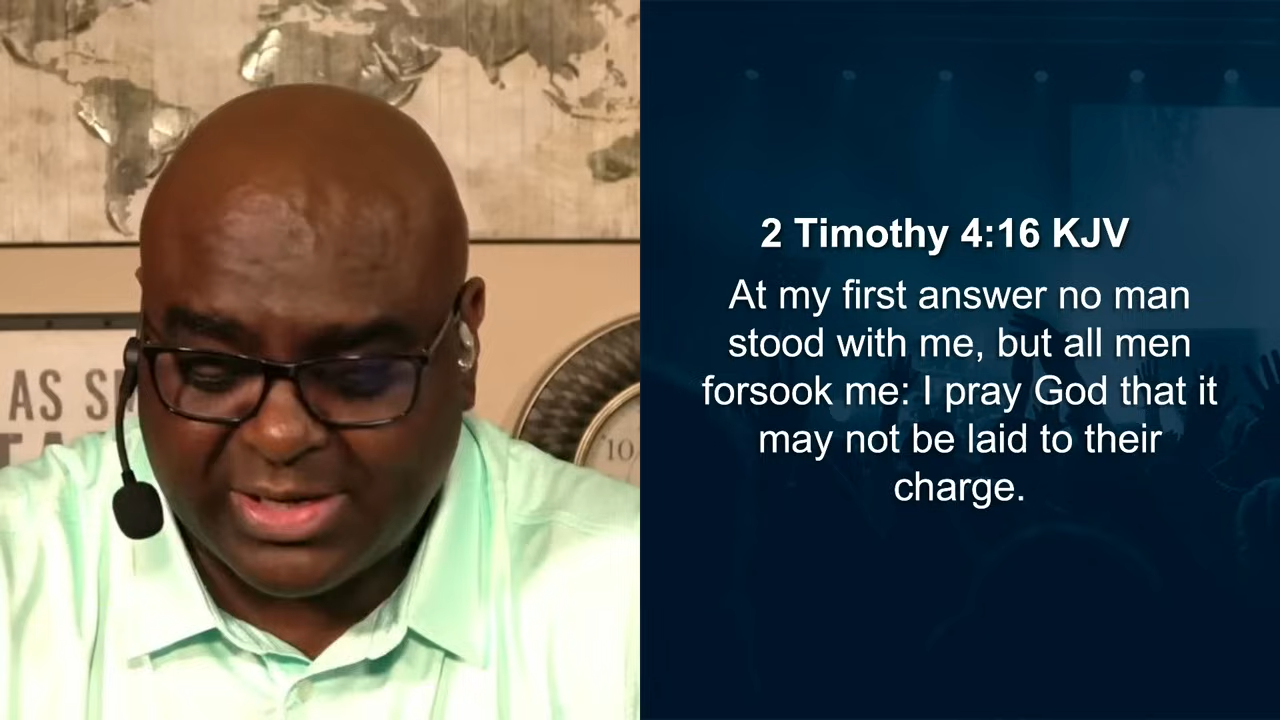 AS
10
2 Timothy 4:16 KJV
At my first answer no man
stood with me, but all men
forsook me: I pray God that it
may not be laid to their
charge.